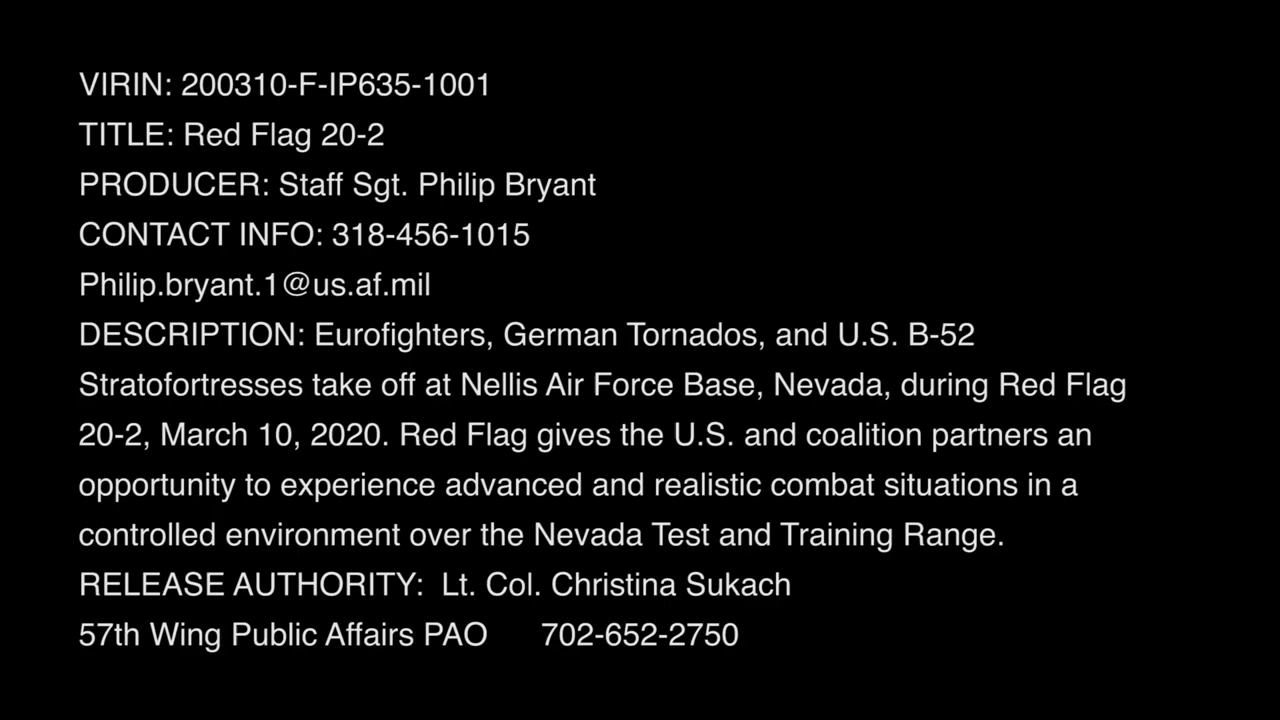 VIRIN: 200310-F-IP635-1001
TITLE: Red Flag 20-2
PRODUCER: Staff Sgt. Philip Bryant
CONTACT INFO: 318-456-1015
Philip.bryant.1@us.af.mil
DESCRIPTION: Eurofighters, German Tornados, and U.S. B-52
Stratofortresses take off at Nellis Air Force Base, Nevada, during Red Flag
20-2, March 10, 2020. Red Flag gives the U.S. and coalition partners an
opportunity to experience advanced and realistic combat situations in a
controlled environment over the Nevada Test and Training Range.
RELEASE AUTHORITY:  Lt. Col. Christina Sukach
57th Wing Public Affairs PAO      702-652-2750